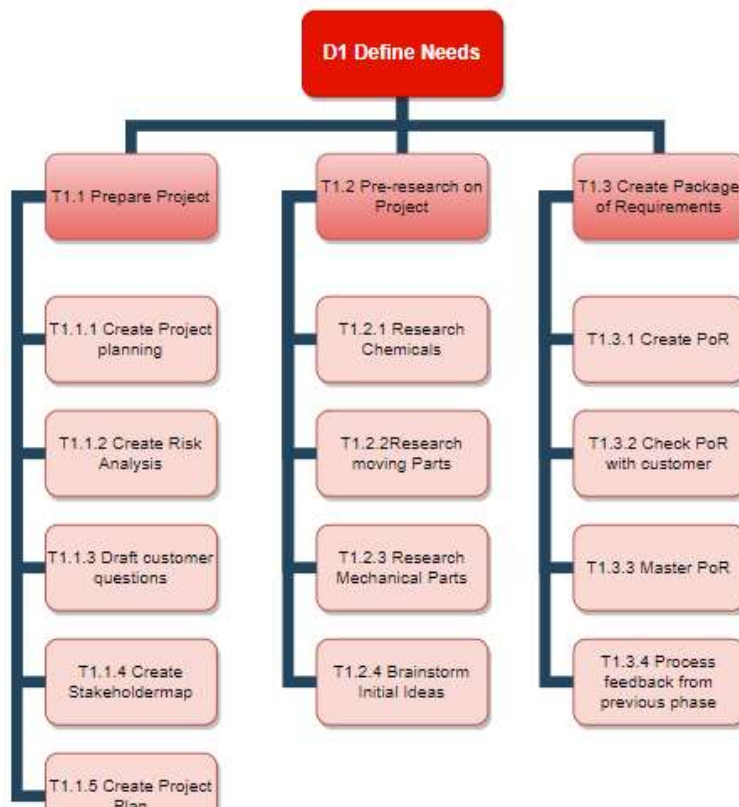 D1 Define Needs
T1.1 Prepare Project
T1.2 Pre-research on
Project
T1.3 Create Package
of Requirements
T1.1.1 Create Project
planning
T1.2.1 Research
Chemicals
T1.3.1 Create PoR
T1.1.2 Create Risk
Analysis
T1.2.2Research
moving Parts
T1.3.2 Check PoR
with customer
T1.1.3 Draft customer
questions
T1.2.3 Research
Mechanical Parts
T1.3.3 Master PoR
T1.1.4 Create
Stakeholdermap
T1.2.4 Brainstorm
Initial Ideas
T1.3.4 Process
feedback from
previous phase
T1.1.5 Create Project
Plan